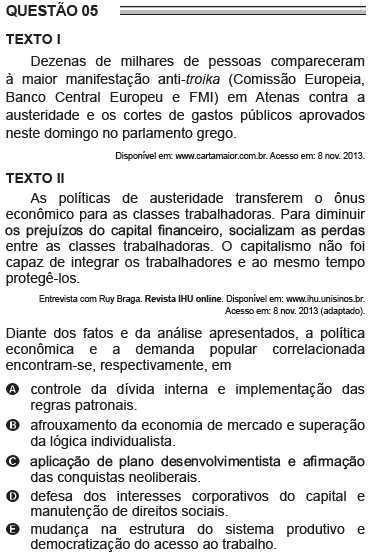 QUESTÃO 05
TEXTO I
Dezenas de milhares de pessoas compareceram
à maior manifestação anti-troika (Comissão Europeia,
Banco Central Europeu e FMI) em Atenas contra a
austeridade e os cortes de gastos públicos aprovados
neste domingo no parlamento grego.
Disponível em: www.cartamaior.com.br. Acesso em: 8 nov. 2013.
TEXTO II
As políticas de austeridade transferem o ônus
econômico para as classes trabalhadoras. Para diminuir
os prejuízos do capital financeiro, socializam as perdas
entre as classes trabalhadoras. O capitalismo não foi
capaz de integrar os trabalhadores e ao mesmo tempo
protegê-los.
Entrevista com Ruy Braga. Revista IHU online. Disponível em: www.ihu.unisinos.br.
Acesso em: 8 nov. 2013 (adaptado).
Diante dos fatos e da análise apresentados, a política
econômica e a demanda popular correlacionada
encontram-se, respectivamente, em
A controle da dívida interna e implementação das
regras patronais.
B afrouxamento da economia de mercado e superação
da lógica individualista.
C aplicação de plano desenvolvimentista e afirmação
das conquistas neoliberais.
D defesa dos interesses corporativos do capital e
manutenção de direitos sociais.
E mudança na estrutura do sistema produtivo e
democratização do acesso ao trabalho.